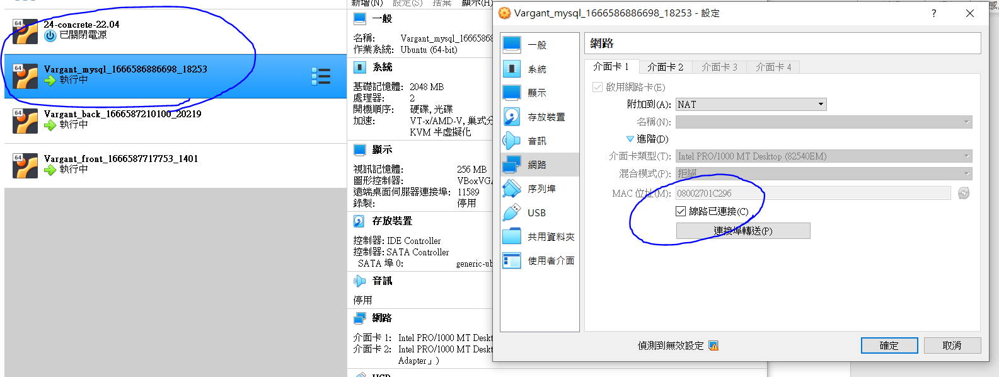 新增(N) 設定(S) 捨棄 顯示(H)
24-concrete-22.04
已關閉電源
Vargant_mysql_1666586886698_18253
執行中
Vargant_back_1666587210100_20219
執行中
Vargant_front_1666587717753_1401
執行中
一般
名稱: Vargant_mysql_16665868
作業系統: Ubuntu (64-bit)
系統
基礎記憶體: 2048 MB
處理器: 2
開機順序: 硬碟, 光碟
加速: VT-x/AMD-V, 巢式分
KVM 半虛擬化
顯示
視訊記憶體: 256 MB
圖形控制器: VBoxVGA
遠端桌面伺服器連接埠: 11589
錄製: 停用
存放裝置
控制器: IDE Controller
控制器: SATA Controller
SATA 埠 0: generic-ub
音訊
停用
網路
介面卡 1: Intel PRO/1000 MT Deskt
介面卡 2: Intel PRO/1000 MT Deskt
Adapter」)
USB
Vargant_mysql_1666586886698_18253 - 設定
?
一般
系統
顯示
存放裝置
音訊
網路
序列埠
USB
共用資料夾
使用者介面
網路
介面卡 1 介面卡 2 介面卡 3 介面卡 4
啟用網路卡(E)
附加到(A): NAT
名稱(N):
進階(D)
介面卡類型(T): Intel PRO/1000 MT Desktop (82540EM)
混合模式(P): 拒絕
MAC 位址(M): 08002701C296
線路已連接(C)
連接埠轉送(P)
偵測到無效設定
確定 取消